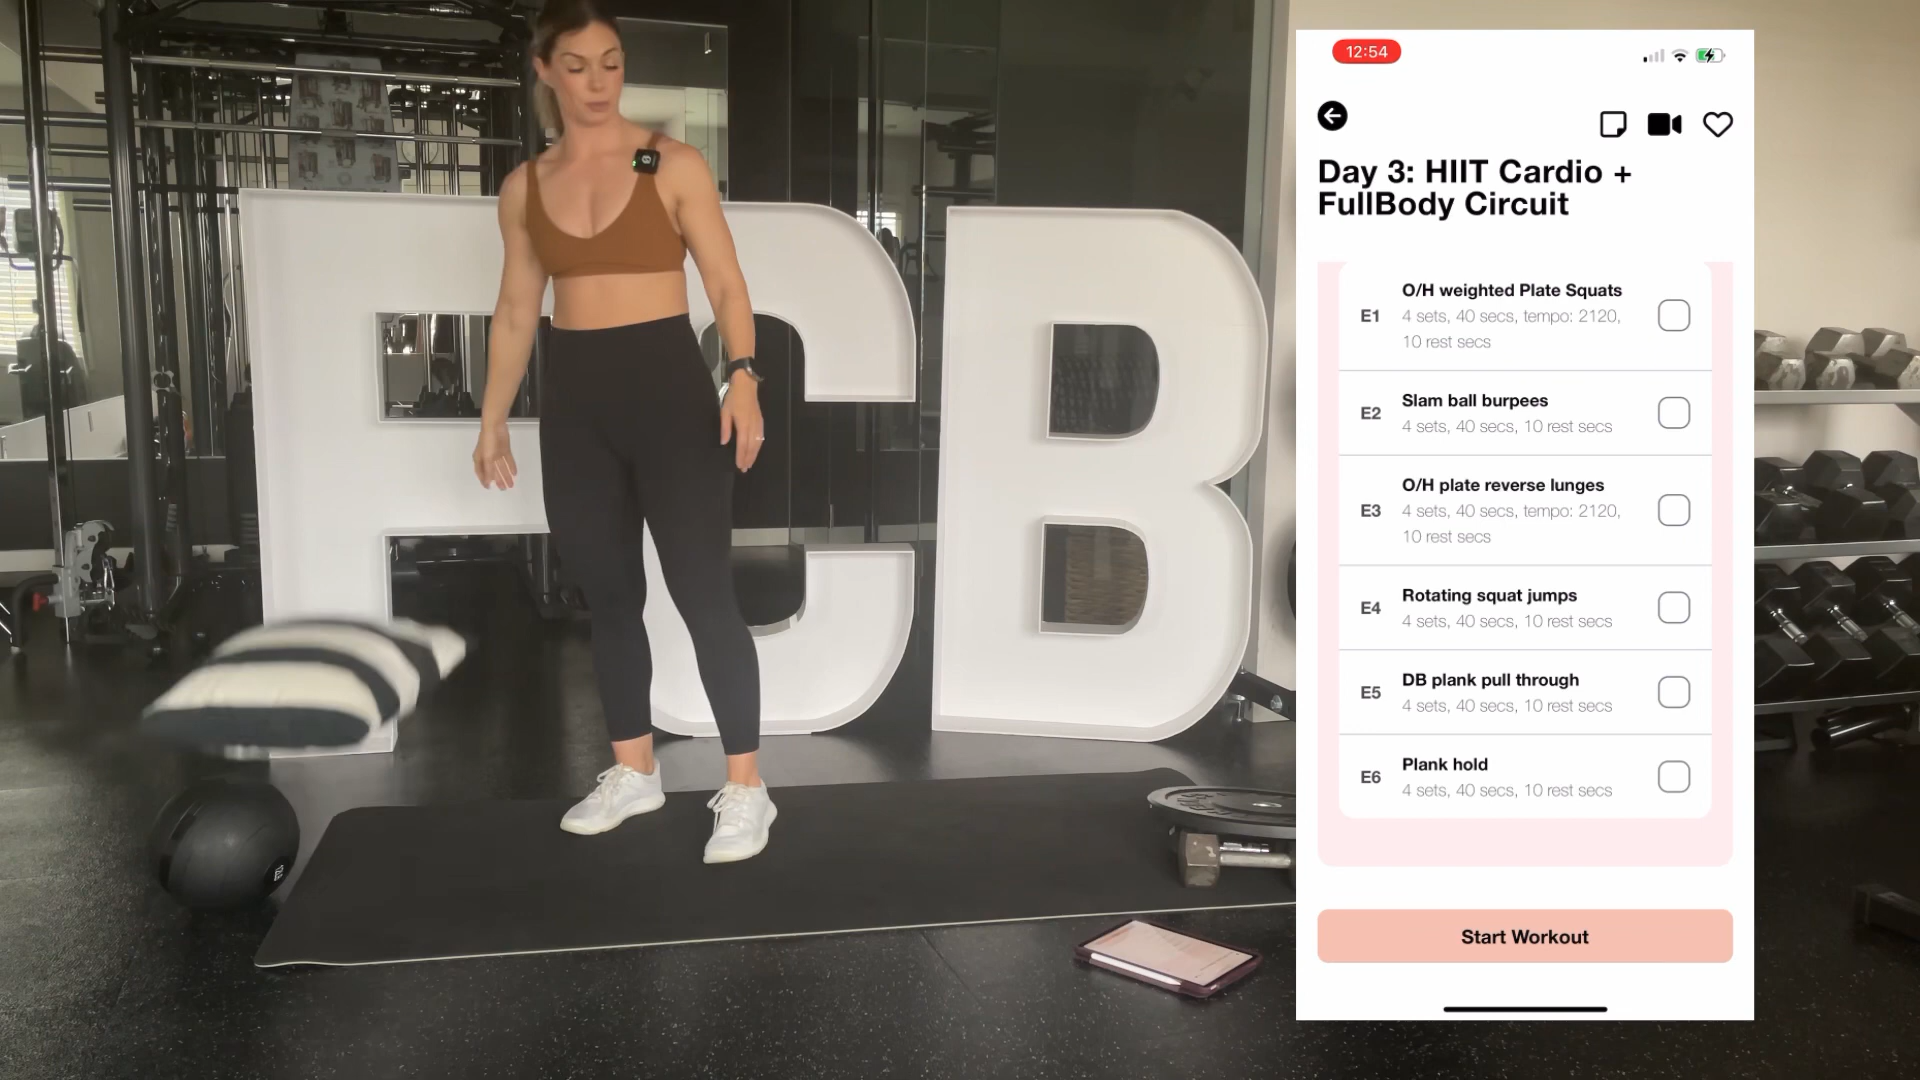 FCB
12:54
Day 3: HIIT Cardio +
FullBody Circuit
O/H weighted Plate Squats
E1
4 sets, 40 secs, tempo: 2120,
10 rest secs
Slam ball burpees
E2
4 sets, 40 secs, 10 rest secs
O/H plate reverse lunges
E3
4 sets, 40 secs, tempo: 2120,
10 rest secs
Rotating squat jumps
E4
4 sets, 40 secs, 10 rest secs
DB plank pull through
E5
4 sets, 40 secs, 10 rest secs
Plank hold
E6
4 sets, 40 secs, 10 rest secs
Start Workout